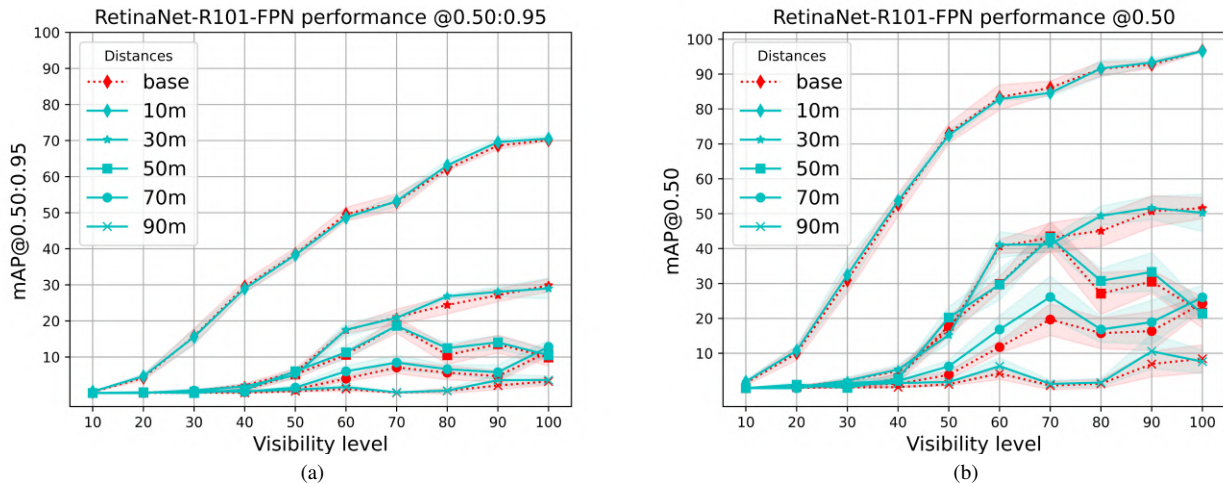 RetinaNet-R101-FPN performance @0.50:0.95
100
90
80
70
60
50
40
30
20
10
mAP@0.50:0.95
Distances
base
10m
30m
50m
70m
90m
10 20 30 40 50 60 70 80 90 100
Visibility level
(a)
RetinaNet-R101-FPN performance @0.50
100
90
80
70
60
50
40
30
20
10
mAP@0.50
Distances
base
10m
30m
50m
70m
90m
10 20 30 40 50 60 70 80 90 100
Visibility level
(b)